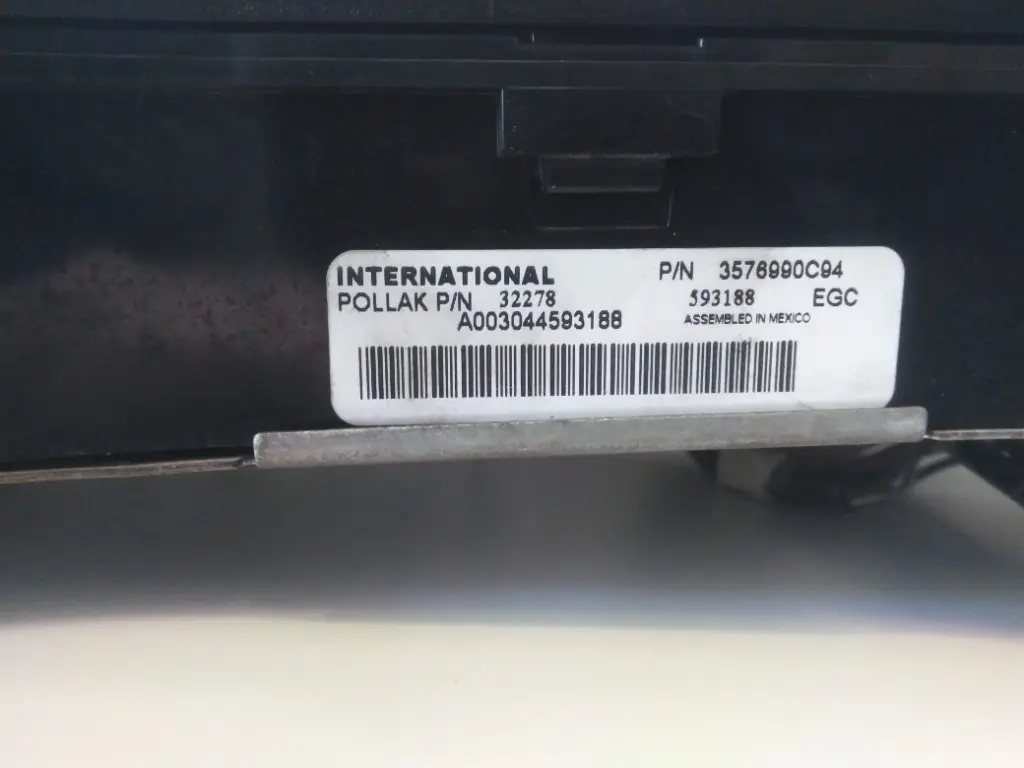 INTERNATIONAL P/N 3576990C94
POLLAK P/N 32278 593188 EGC
A003044593188 ASSEMBLED IN MEXICO